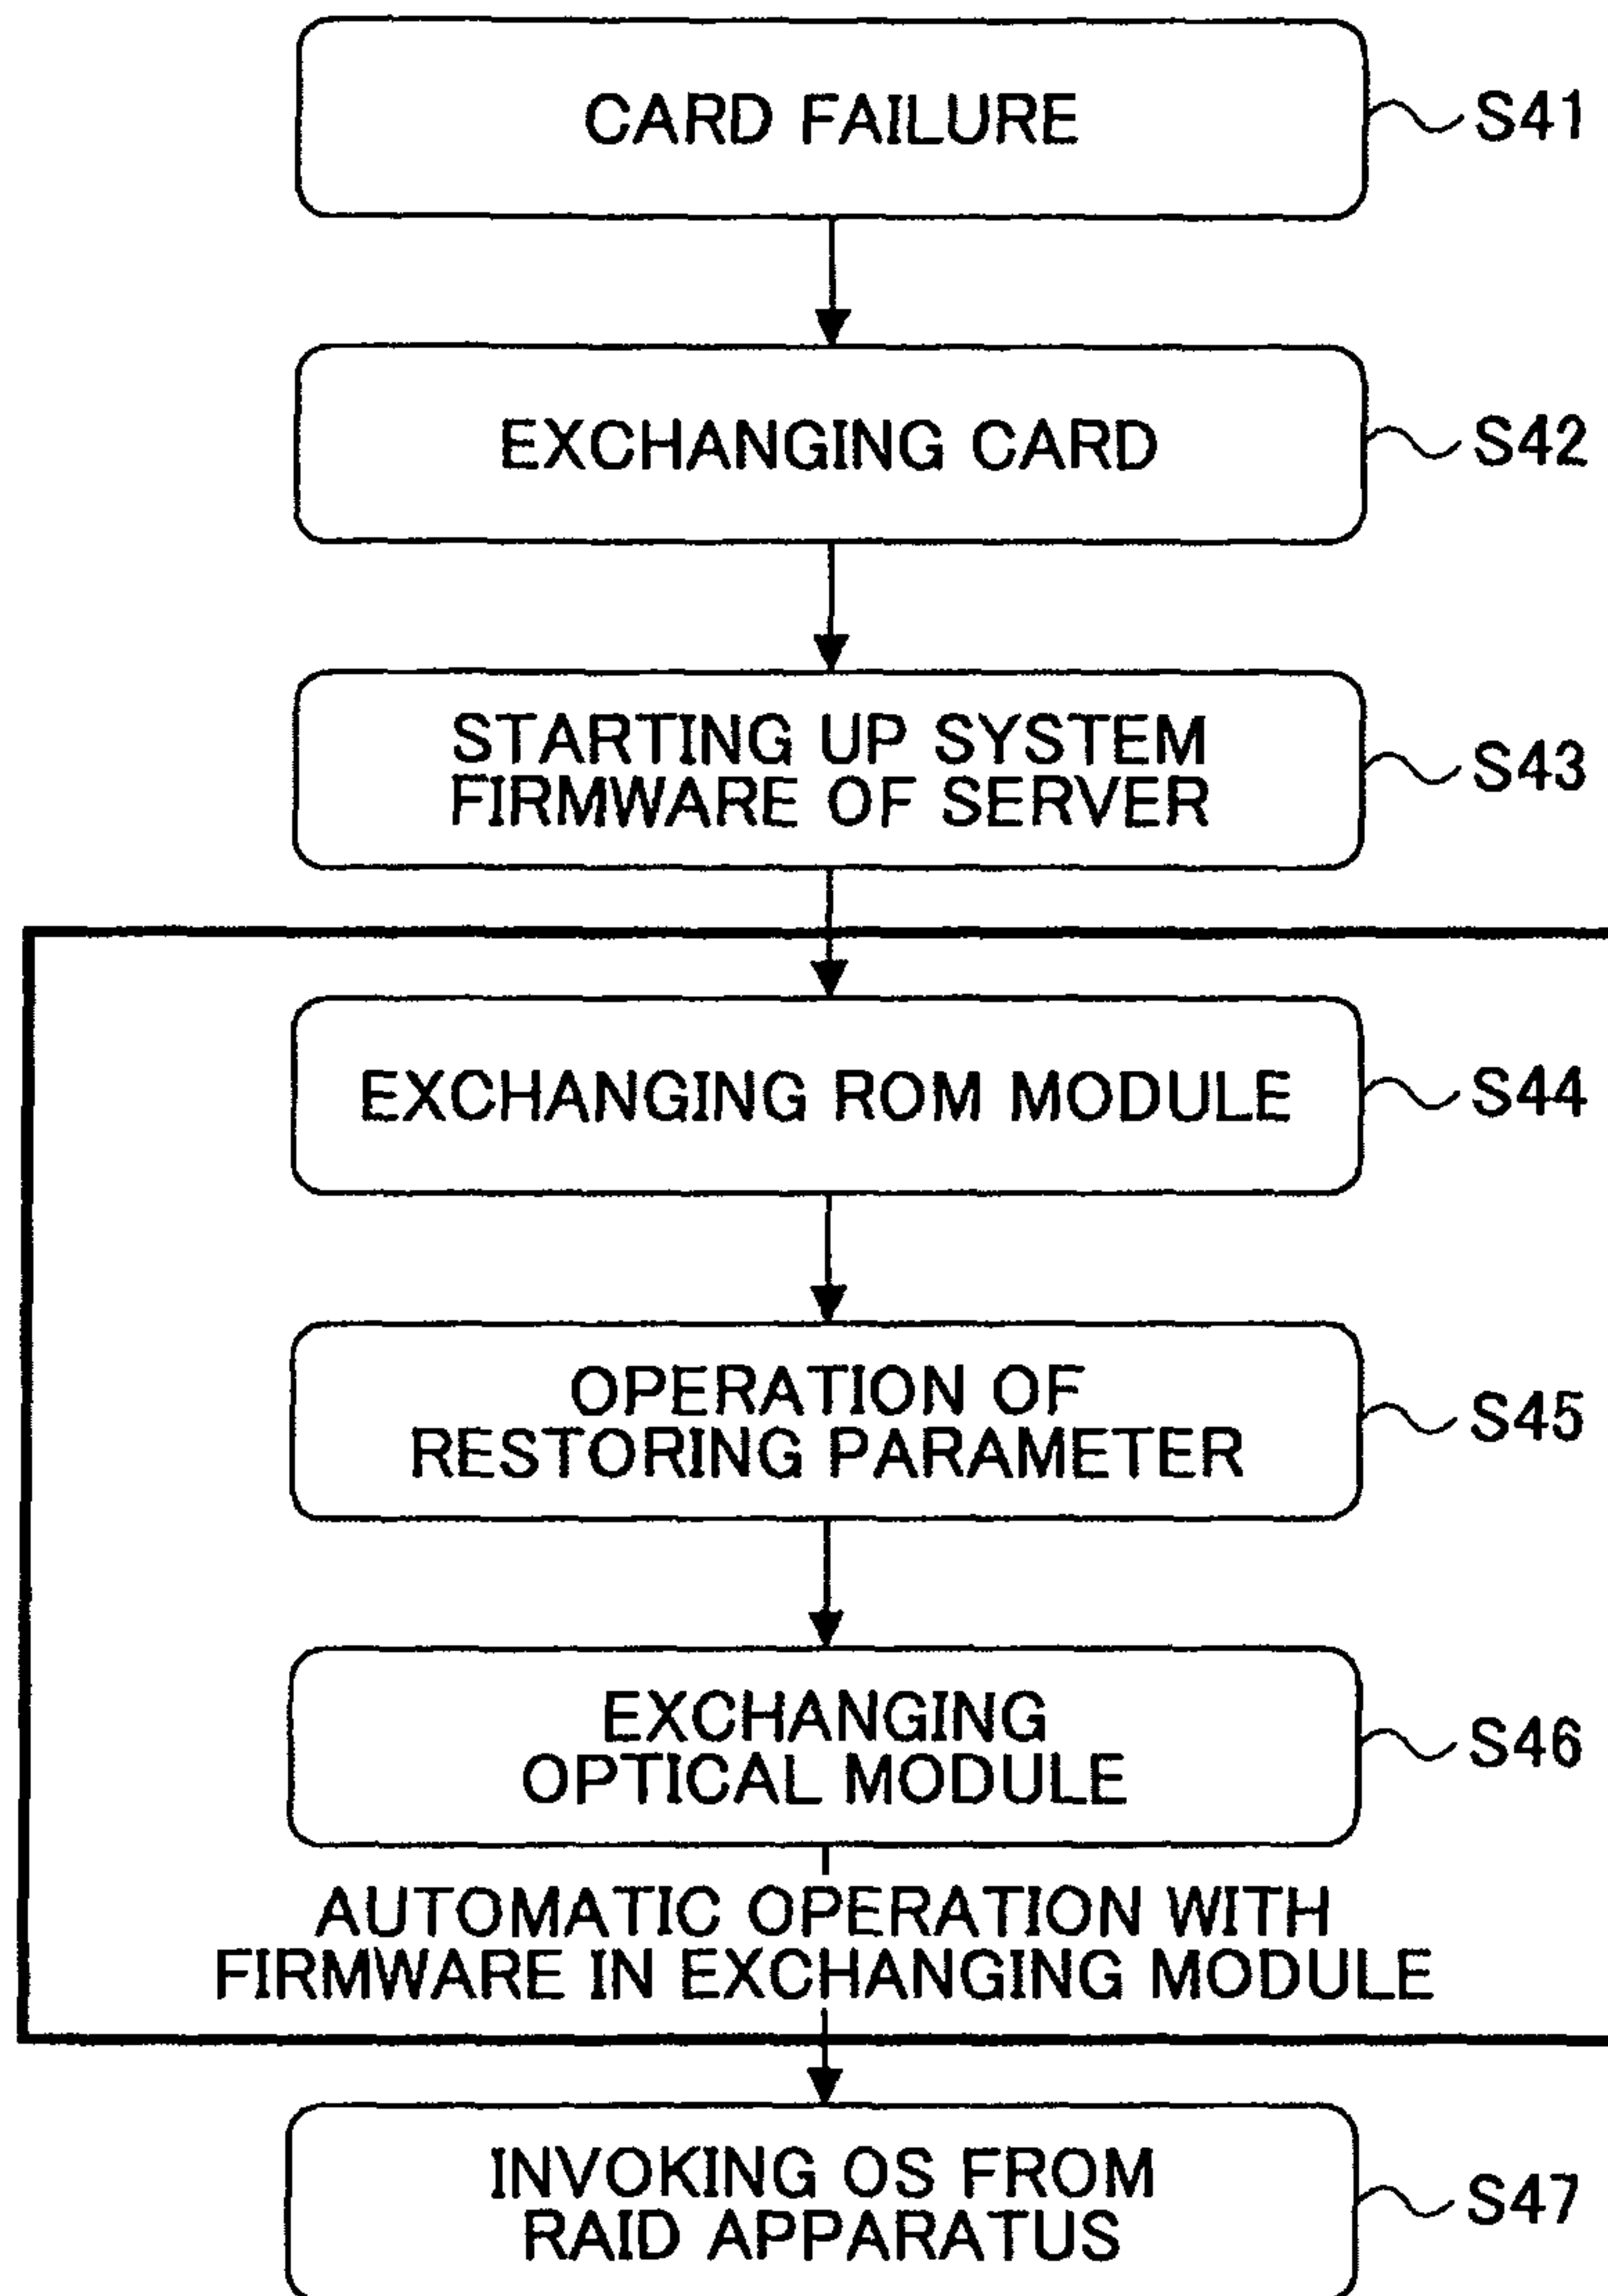 CARD FAILURE
S41
EXCHANGING CARD
S42
STARTING UP SYSTEM
FIRMWARE OF SERVER
S43
EXCHANGING ROM MODULE
S44
OPERATION OF
RESTORING PARAMETER
S45
EXCHANGING
OPTICAL MODULE
S46
AUTOMATIC OPERATION WITH
FIRMWARE IN EXCHANGING MODULE
INVOKING OS FROM
RAID APPARATUS
S47